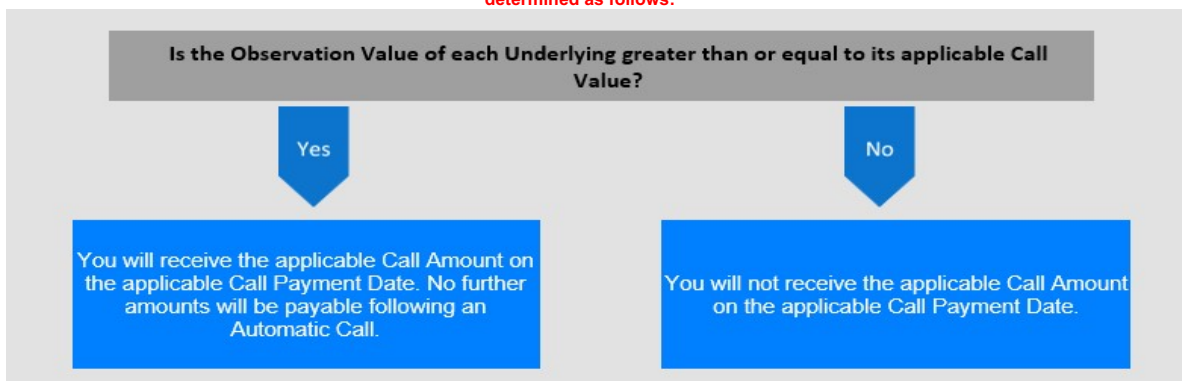 determined as follows:
Is the Observation Value of each Underlying greater than or equal to its applicable Call
Value?
Yes
No
You will receive the applicable Call Amount on
the applicable Call Payment Date. No further
amounts will be payable following an
Automatic Call.
You will not receive the applicable Call Amount
on the applicable Call Payment Date.